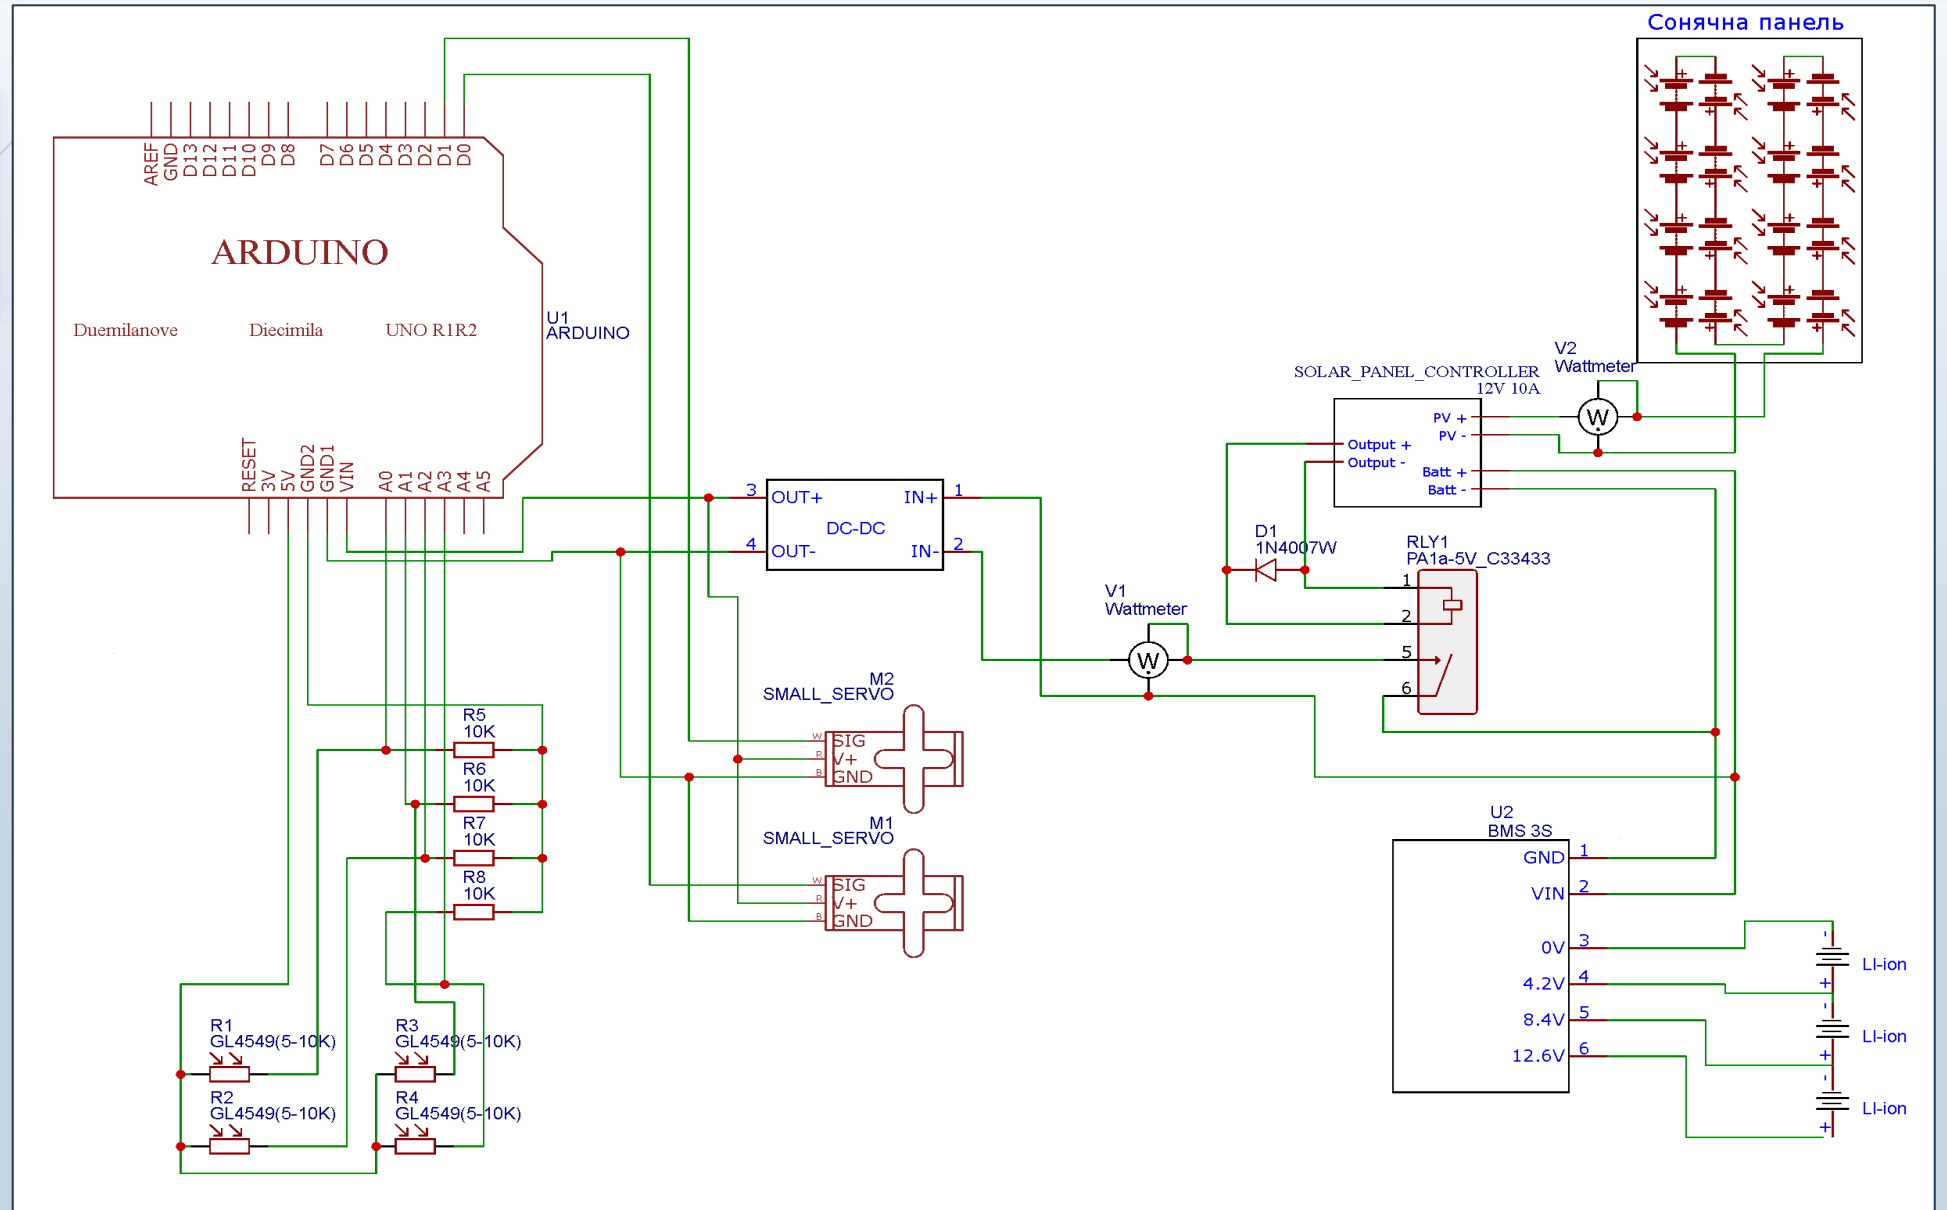 Сонячна панель
AREF
GND
D13
D12
D11
D10
D9
D8
D7
D6
D5
D4
D3
D2
D1
D0
ARDUINO
Duemilanove
Diecimila
UNO R1R2
U1
ARDUINO
RESET
3V
5V
GND2
GND1
VIN
A0
A1
A2
A3
A4
A5
3
OUT+
IN+
1
DC-DC
4
OUT-
IN-
2
V2
Wattmeter
W
SOLAR_PANEL_CONTROLLER
12V 10A
PV +
PV -
Output +
Output -
Batt +
Batt -
D1
1N4007W
RLY1
PA1a-5V_C33433
1
2
5
6
V1
Wattmeter
W
M2
SMALL_SERVO
W
SIG
R
V+
B
GND
M1
SMALL_SERVO
W
SIG
R
V+
B
GND
R5
10K
R6
10K
R7
10K
R8
10K
R1
GL4549(5-10K)
R2
GL4549(5-10K)
R3
GL4549(5-10K)
R4
GL4549(5-10K)
U2
BMS 3S
GND
1
VIN
2
0V
3
4.2V
4
8.4V
5
12.6V
6
LI-ion
LI-ion
LI-ion